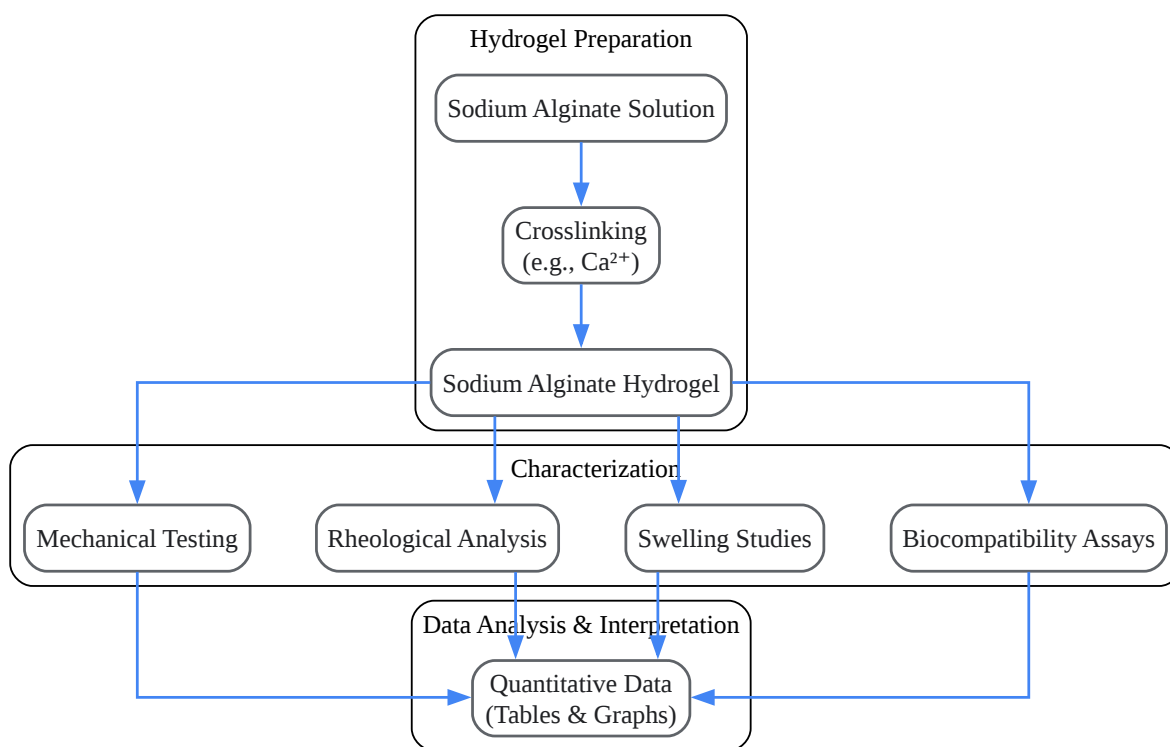 Hydrogel Preparation
Sodium Alginate Solution
Crosslinking
(e.g., Ca²⁺)
Sodium Alginate Hydrogel
Characterization
Mechanical Testing
Rheological Analysis
Swelling Studies
Biocompatibility Assays
Data Analysis & Interpretation
Quantitative Data
(Tables & Graphs)